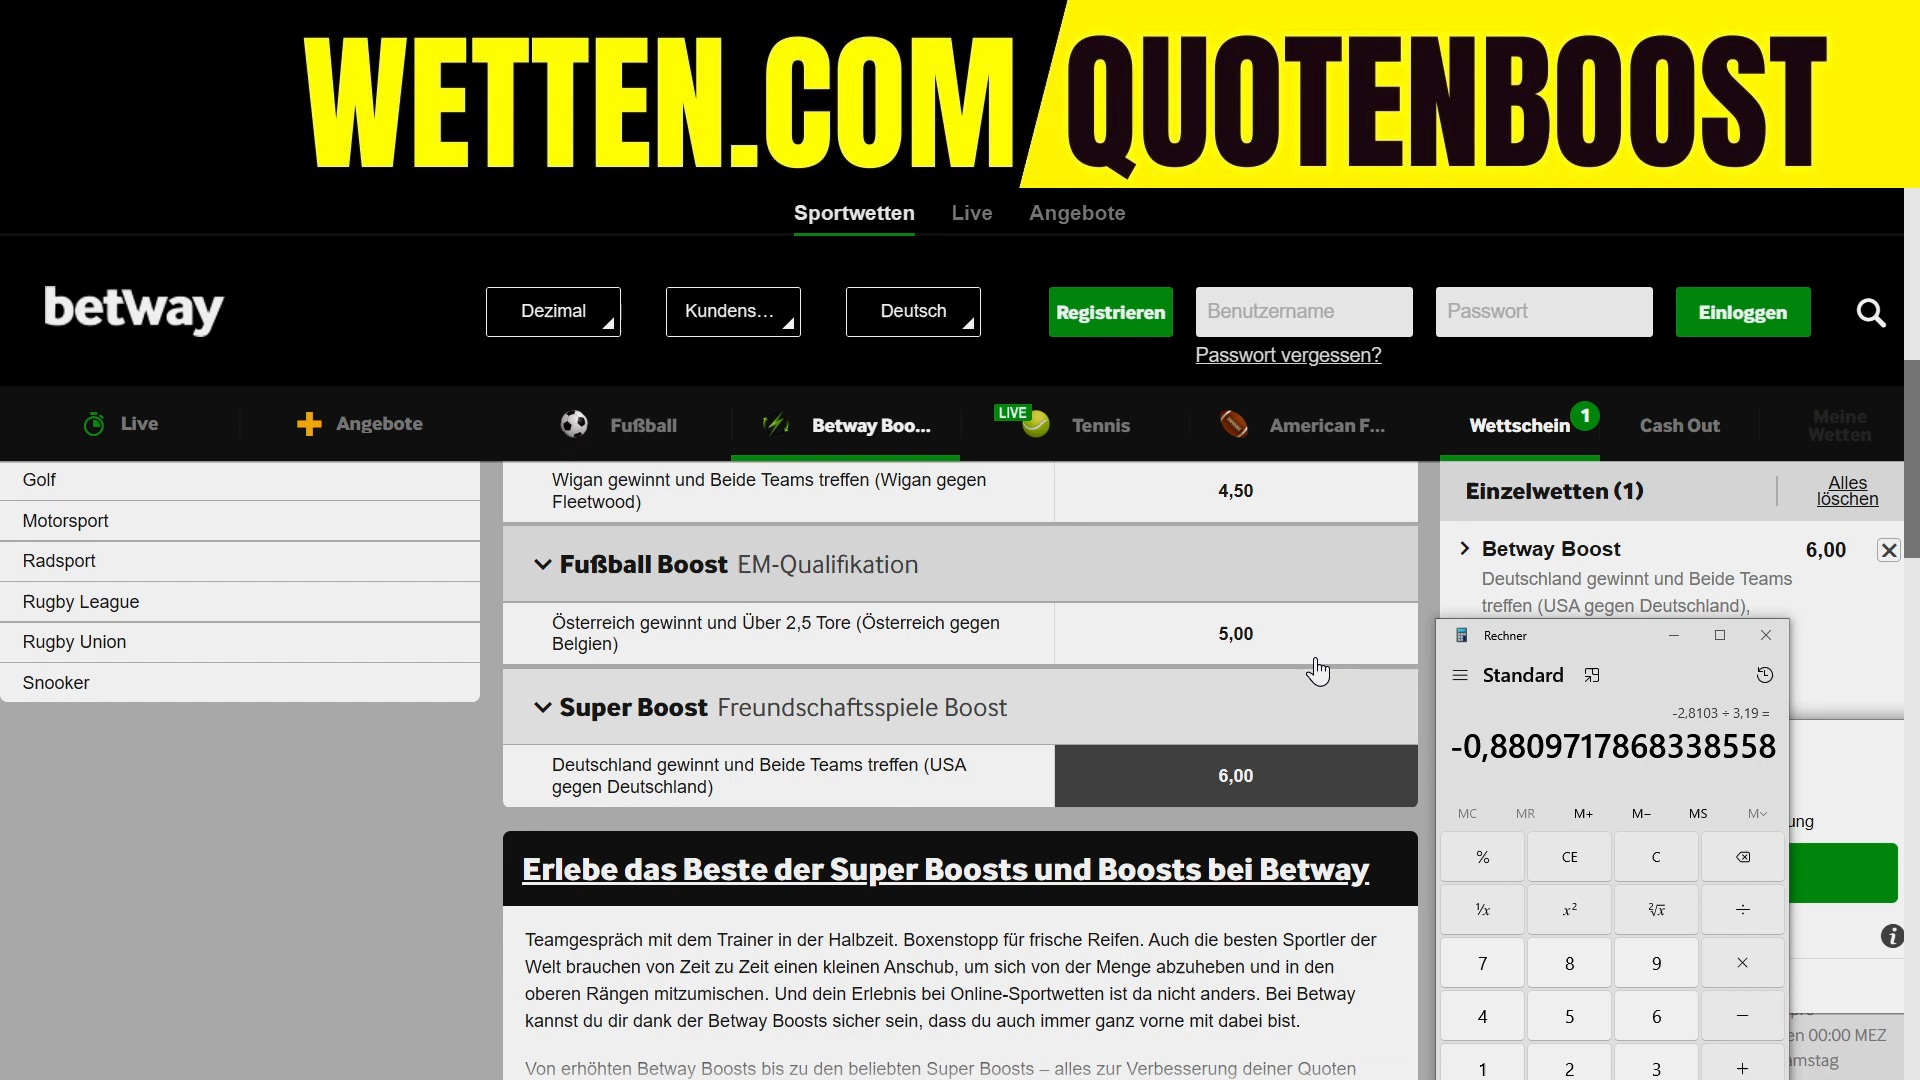 WETTEN.COM QUOTENBOOST
Sportwetten Live Angebote
betway
Dezimal
Kundens...
Deutsch
Registrieren
Benutzername
Passwort
Einloggen
Passwort vergessen?
Live
Angebote
Fußball
Betway Boo...
LIVE
Tennis
American F...
Wettschein 1
Cash Out
Meine
Wetten
Golf
Motorsport
Radsport
Rugby League
Rugby Union
Snooker
Wigan gewinnt und Beide Teams treffen (Wigan gegen
Fleetwood)
4,50
Fußball Boost EM-Qualifikation
Österreich gewinnt und Über 2,5 Tore (Österreich gegen
Belgien)
5,00
Super Boost Freundschaftsspiele Boost
Deutschland gewinnt und Beide Teams treffen (USA
gegen Deutschland)
6,00
Erlebe das Beste der Super Boosts und Boosts bei Betway
Teamgespräch mit dem Trainer in der Halbzeit. Boxenstopp für frische Reifen. Auch die besten Sportler der
Welt brauchen von Zeit zu Zeit einen kleinen Anschub, um sich von der Menge abzuheben und in den
oberen Rängen mitzumischen. Und dein Erlebnis bei Online-Sportwetten ist da nicht anders. Bei Betway
kannst du dir dank der Betway Boosts sicher sein, dass du auch immer ganz vorne mit dabei bist.
Von erhöhten Betway Boosts bis zu den beliebten Super Boosts – alles zur Verbesserung deiner Quoten
Einzelwetten (1)
Alles
löschen
Betway Boost 6,00
Deutschland gewinnt und Beide Teams
treffen (USA gegen Deutschland),
Rechner
Standard
-2,8103 ÷ 3,19 =
-0,8809717868338558
MC MR M+ M− MS M
% CE C
¹/x x² ²√x ÷
7 8 9 ×
4 5 6 −
1 2 3 +
ung
en 00:00 MEZ
amstag